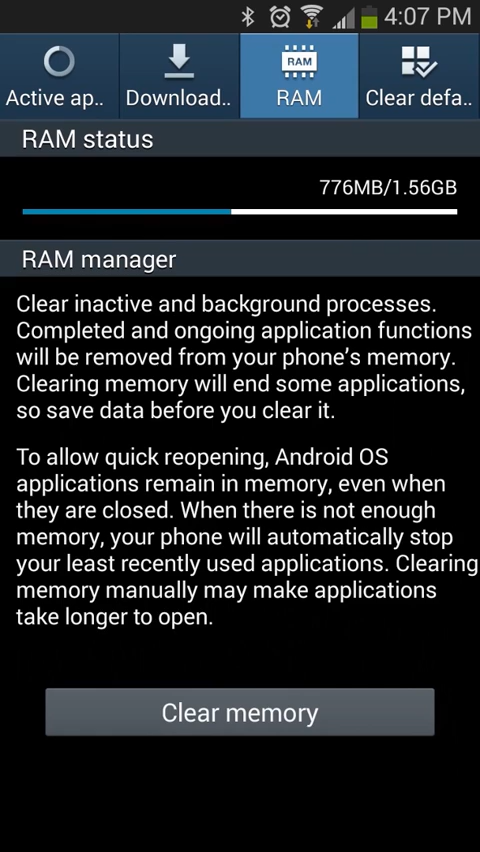 4:07 PM
Active ap..
Download..
RAM
RAM
Clear defa..
RAM status
776MB/1.56GB
RAM manager
Clear inactive and background processes.
Completed and ongoing application functions
will be removed from your phone's memory.
Clearing memory will end some applications,
so save data before you clear it.
To allow quick reopening, Android OS
applications remain in memory, even when
they are closed. When there is not enough
memory, your phone will automatically stop
your least recently used applications. Clearing
memory manually may make applications
take longer to open.
Clear memory